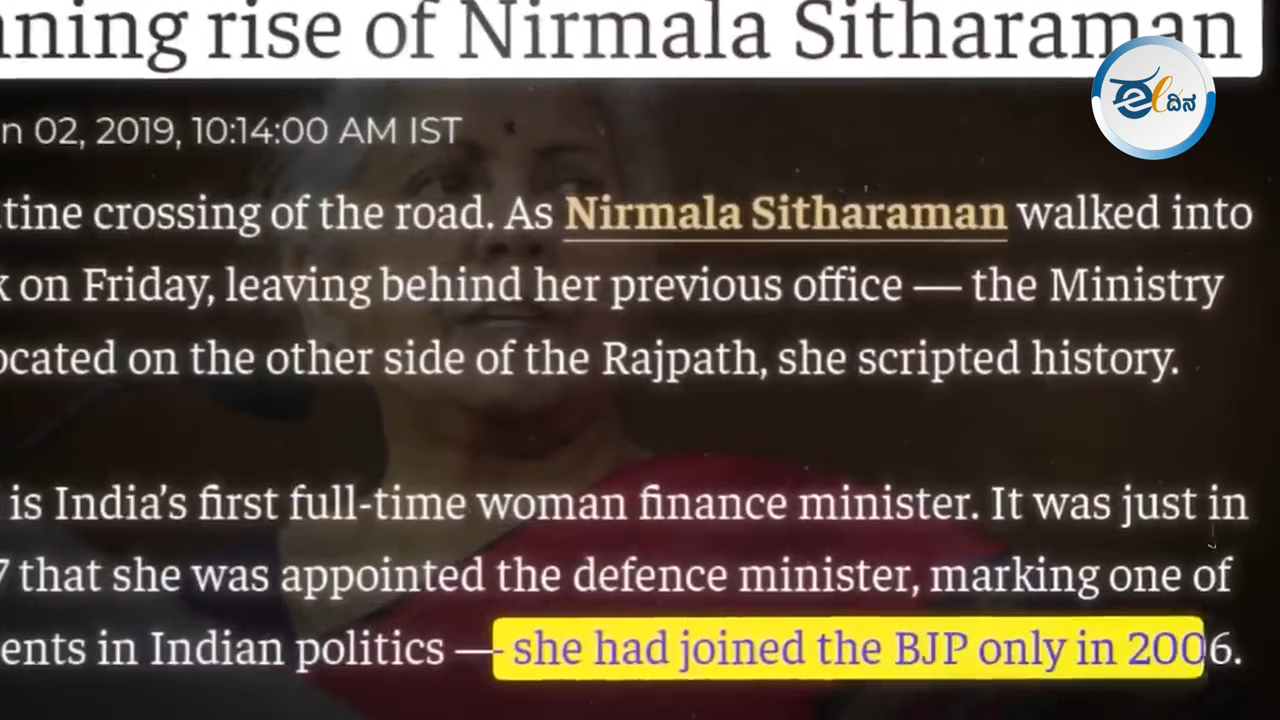 ning rise of Nirmala Sitharaman
ಈ e ದಿನ
n 02, 2019, 10:14:00 AM IST
tine crossing of the road. As Nirmala Sitharaman walked into
k on Friday, leaving behind her previous office — the Ministry
ocated on the other side of the Rajpath, she scripted history.
is India’s first full-time woman finance minister. It was just in
7 that she was appointed the defence minister, marking one of
ents in Indian politics — she had joined the BJP only in 2006.